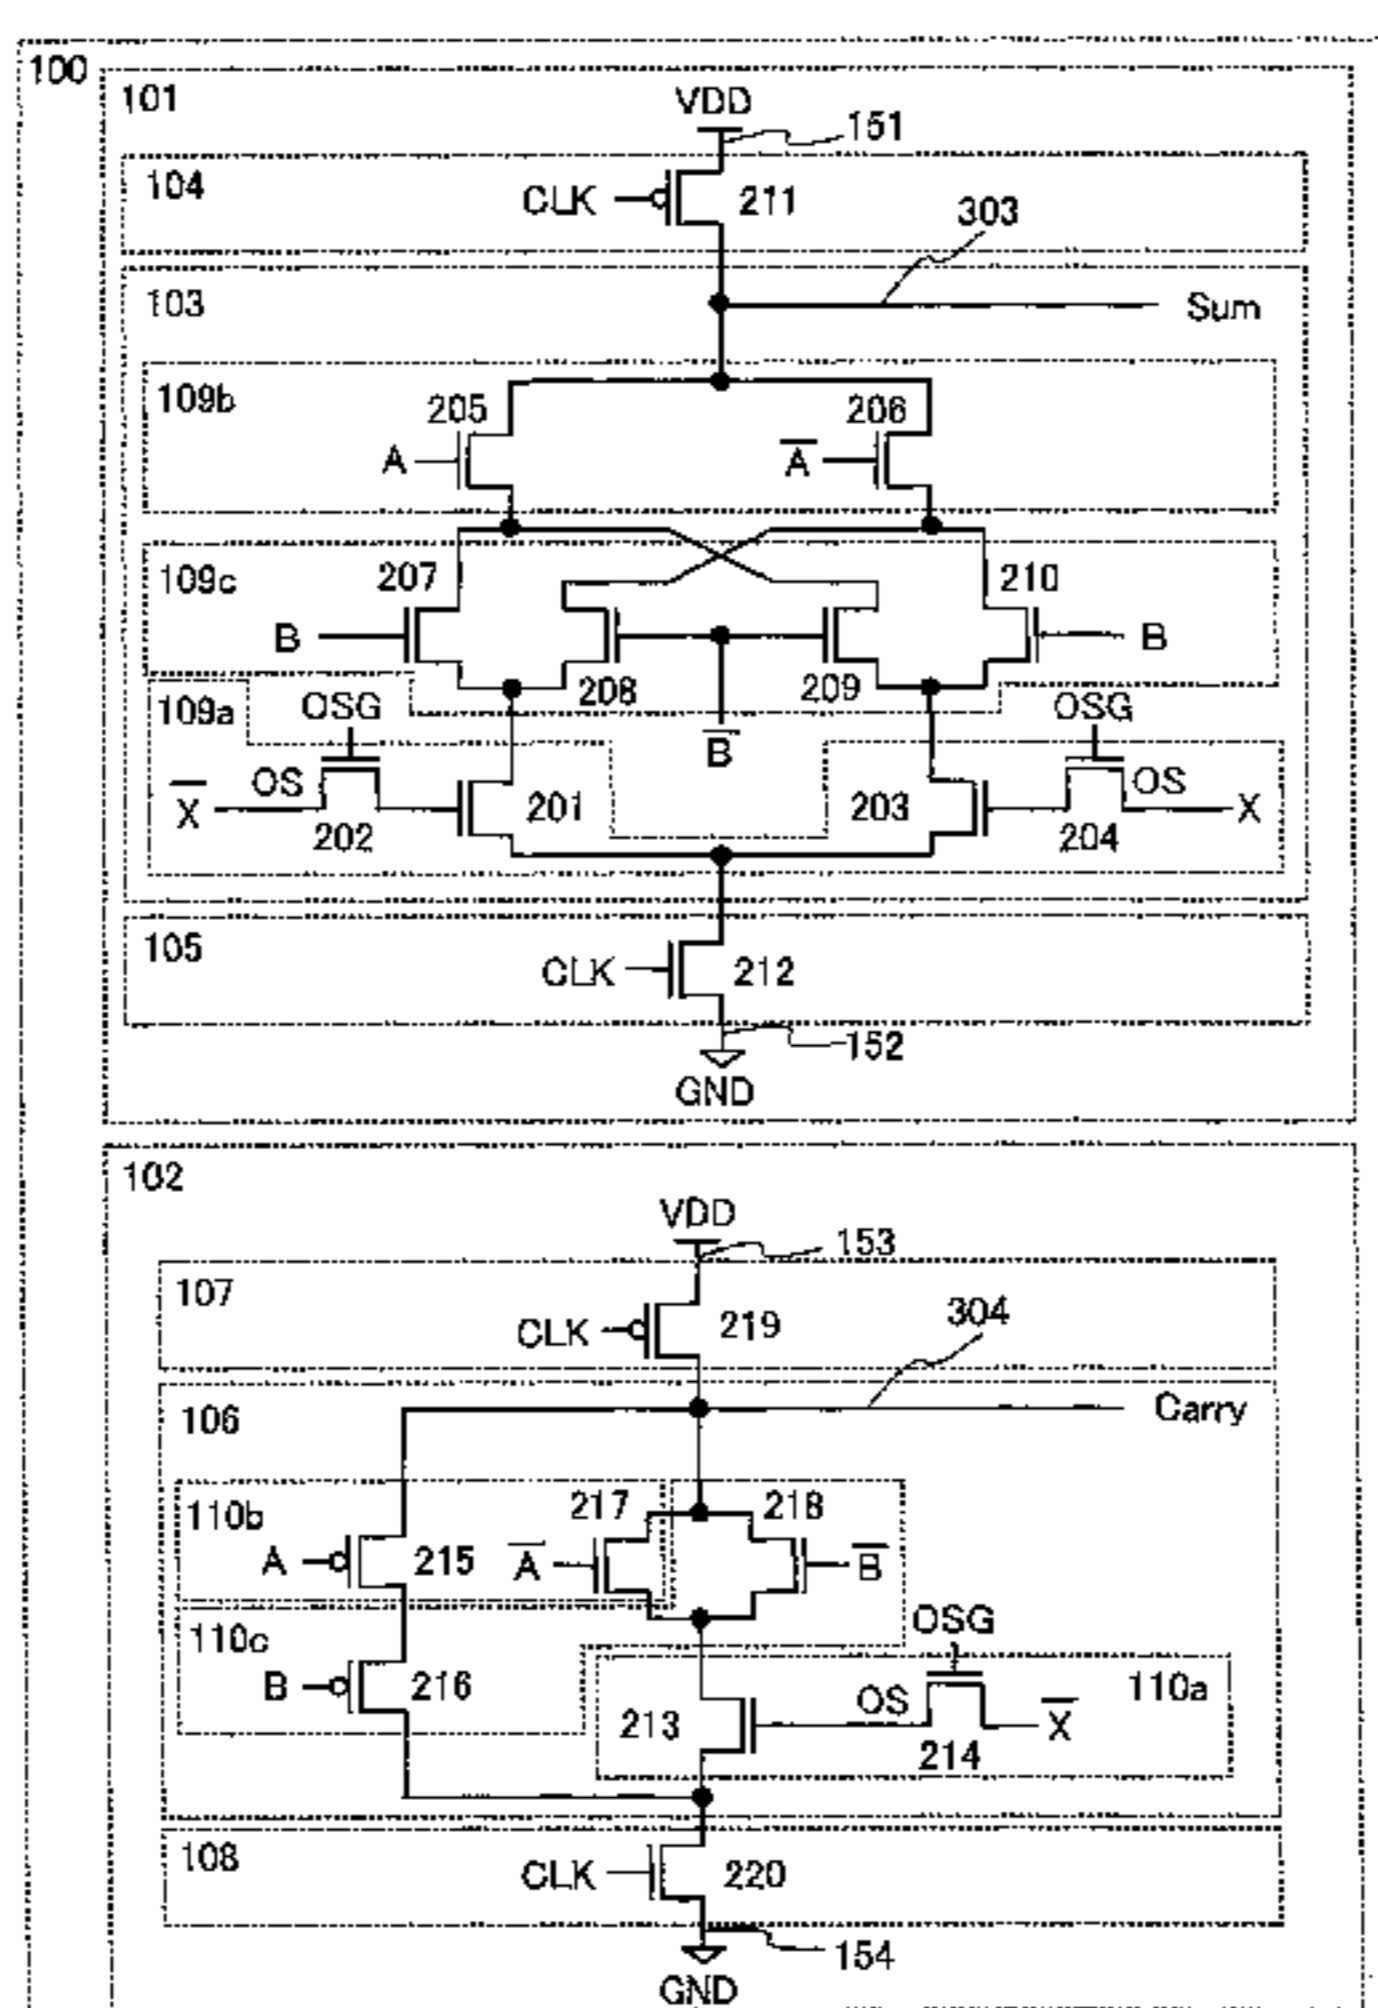 100
101
VDD
151
104
CLK
211
303
103
Sum
109b
205
206
A
A̅
109c
207
210
B
B
208
209
109a
OSG
OSG
B̅
OS
OS
X̅
201
203
X
202
204
105
CLK
212
152
GND
102
VDD
153
107
CLK
219
304
106
Carry
110b
217
218
A
215
A̅
B̅
110c
OSG
B
216
OS
110a
213
X̅
214
108
CLK
220
154
GND